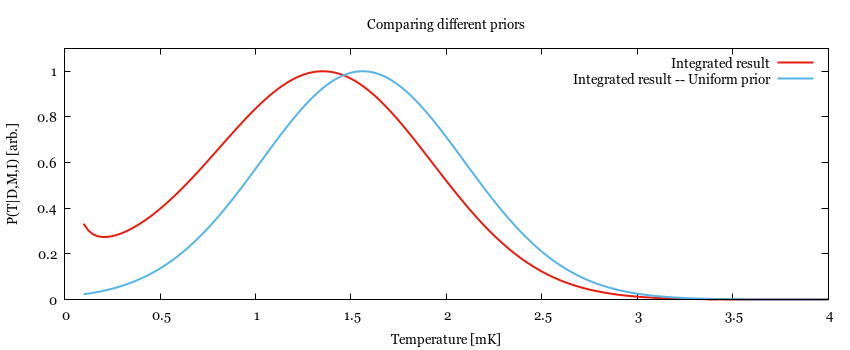 Comparing different priors
Integrated result
Integrated result -- Uniform prior
P(T|D,M,I) [arb.]
1
0.8
0.6
0.4
0.2
0
0 0.5 1 1.5 2 2.5 3 3.5 4
Temperature [mK]